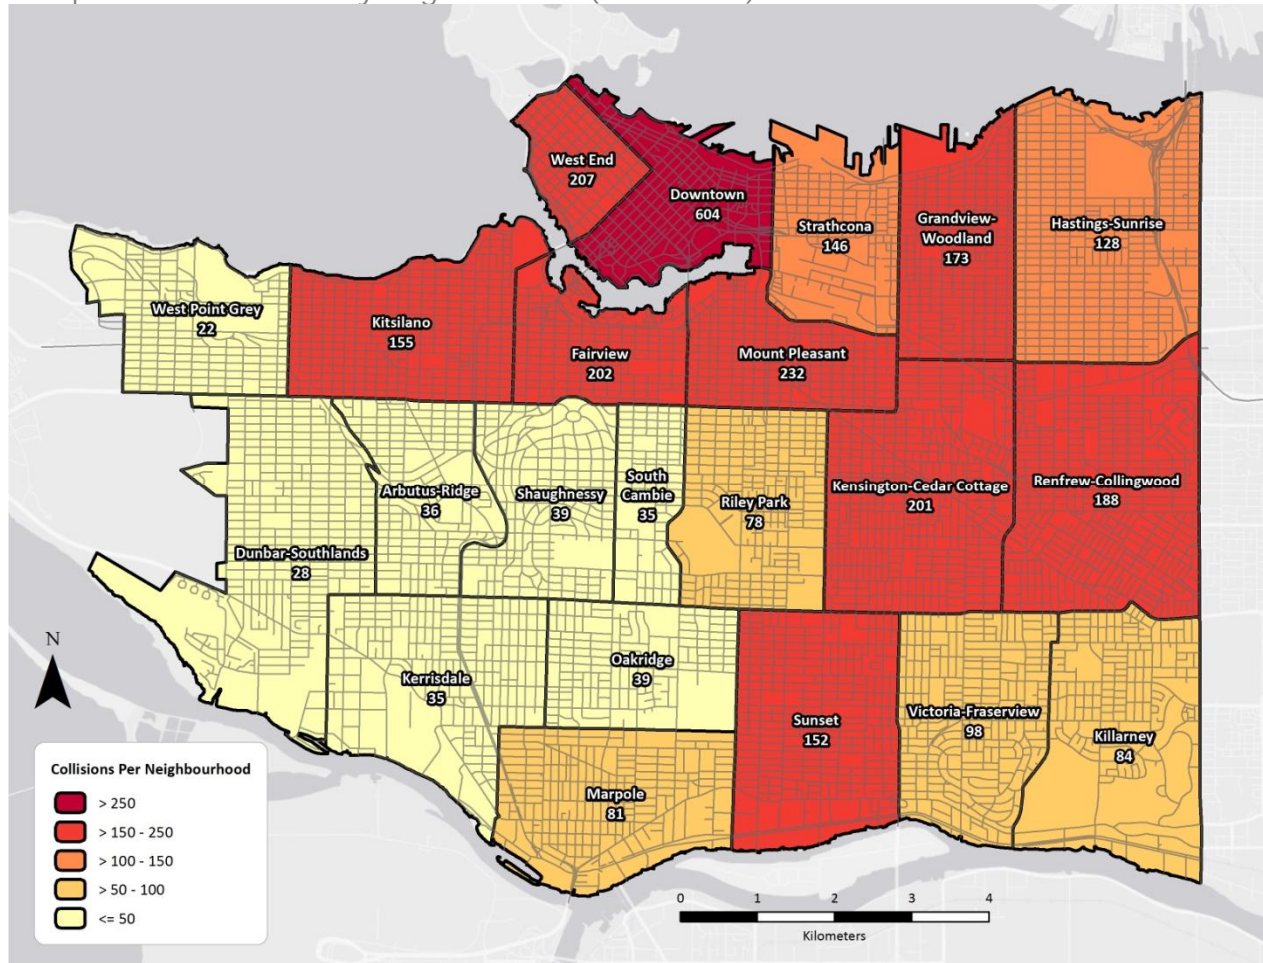 West End
207
Downtown
604
Strathcona
146
Grandview-
Woodland
173
Hastings-Sunrise
128
West Point Grey
22
Kitsilano
155
Fairview
202
Mount Pleasant
232
Arbutus-Ridge
36
Shaughnessy
39
South
Cambie
35
Riley Park
78
Kensington-Cedar Cottage
201
Renfrew-Collingwood
188
Dunbar-Southlands
28
Kerrisdale
35
Oakridge
39
Sunset
152
Victoria-Fraserview
98
Killarney
84
Marpole
81
N
Collisions Per Neighbourhood
> 250
> 150 - 250
> 100 - 150
> 50 - 100
<= 50
0 1 2 3 4
Kilometers